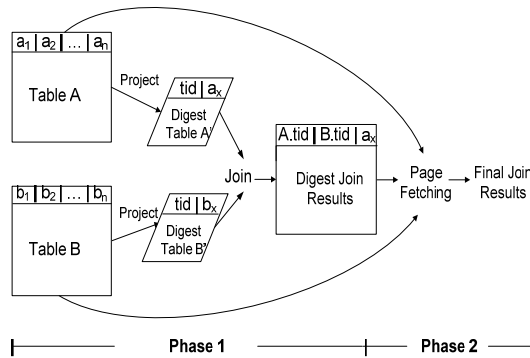 a1 | a2 | ... | an
Table A
Project
tid | ax
Digest
Table A'
b1 | b2 | ... | bn
Table B
Project
tid | bx
Digest
Table B'
Join
A.tid | B.tid | ax
Digest Join
Results
Page
Fetching
Final Join
Results
Phase 1
Phase 2